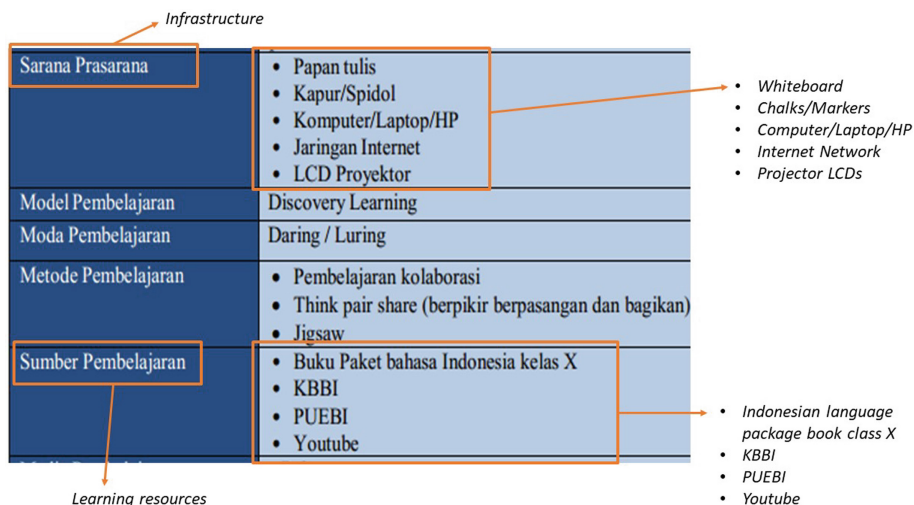 Infrastructure
Sarana Prasarana
• Papan tulis
• Kapur/Spidol
• Komputer/Laptop/HP
• Jaringan Internet
• LCD Proyektor
• Whiteboard
• Chalks/Markers
• Computer/Laptop/HP
• Internet Network
• Projector LCDs
Model Pembelajaran
Discovery Learning
Moda Pembelajaran
Daring / Luring
Metode Pembelajaran
• Pembelajaran kolaborasi
• Think pair share (berpikir berpasangan dan bagikan)
• Jigsaw
Sumber Pembelajaran
• Buku Paket bahasa Indonesia kelas X
• KBBI
• PUEBI
• Youtube
• Indonesian language
package book class X
• KBBI
• PUEBI
• Youtube
Learning resources